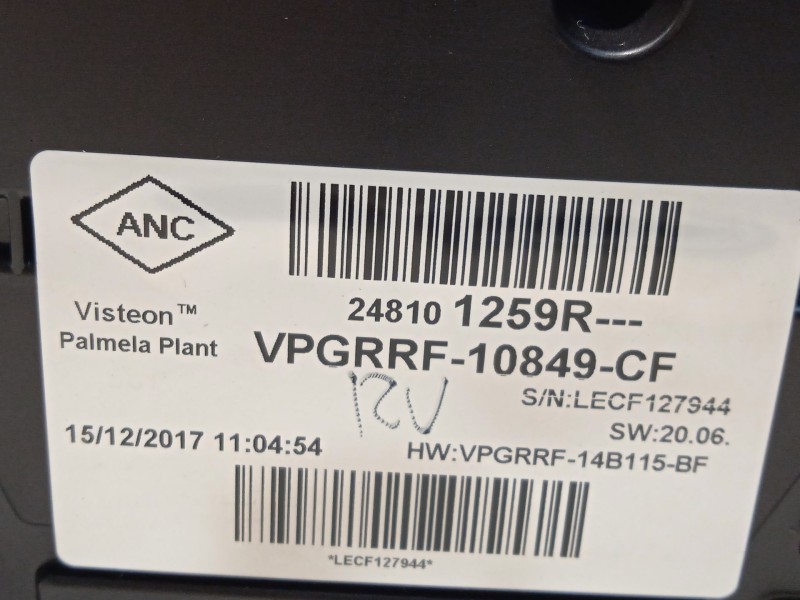 ANC
Visteon™
Palmela Plant
24810 1259R---
VPGRRF-10849-CF
S/N:LECF127944
SW:20.06.
15/12/2017 11:04:54
HW:VPGRRF-14B115-BF
*LECF127944*